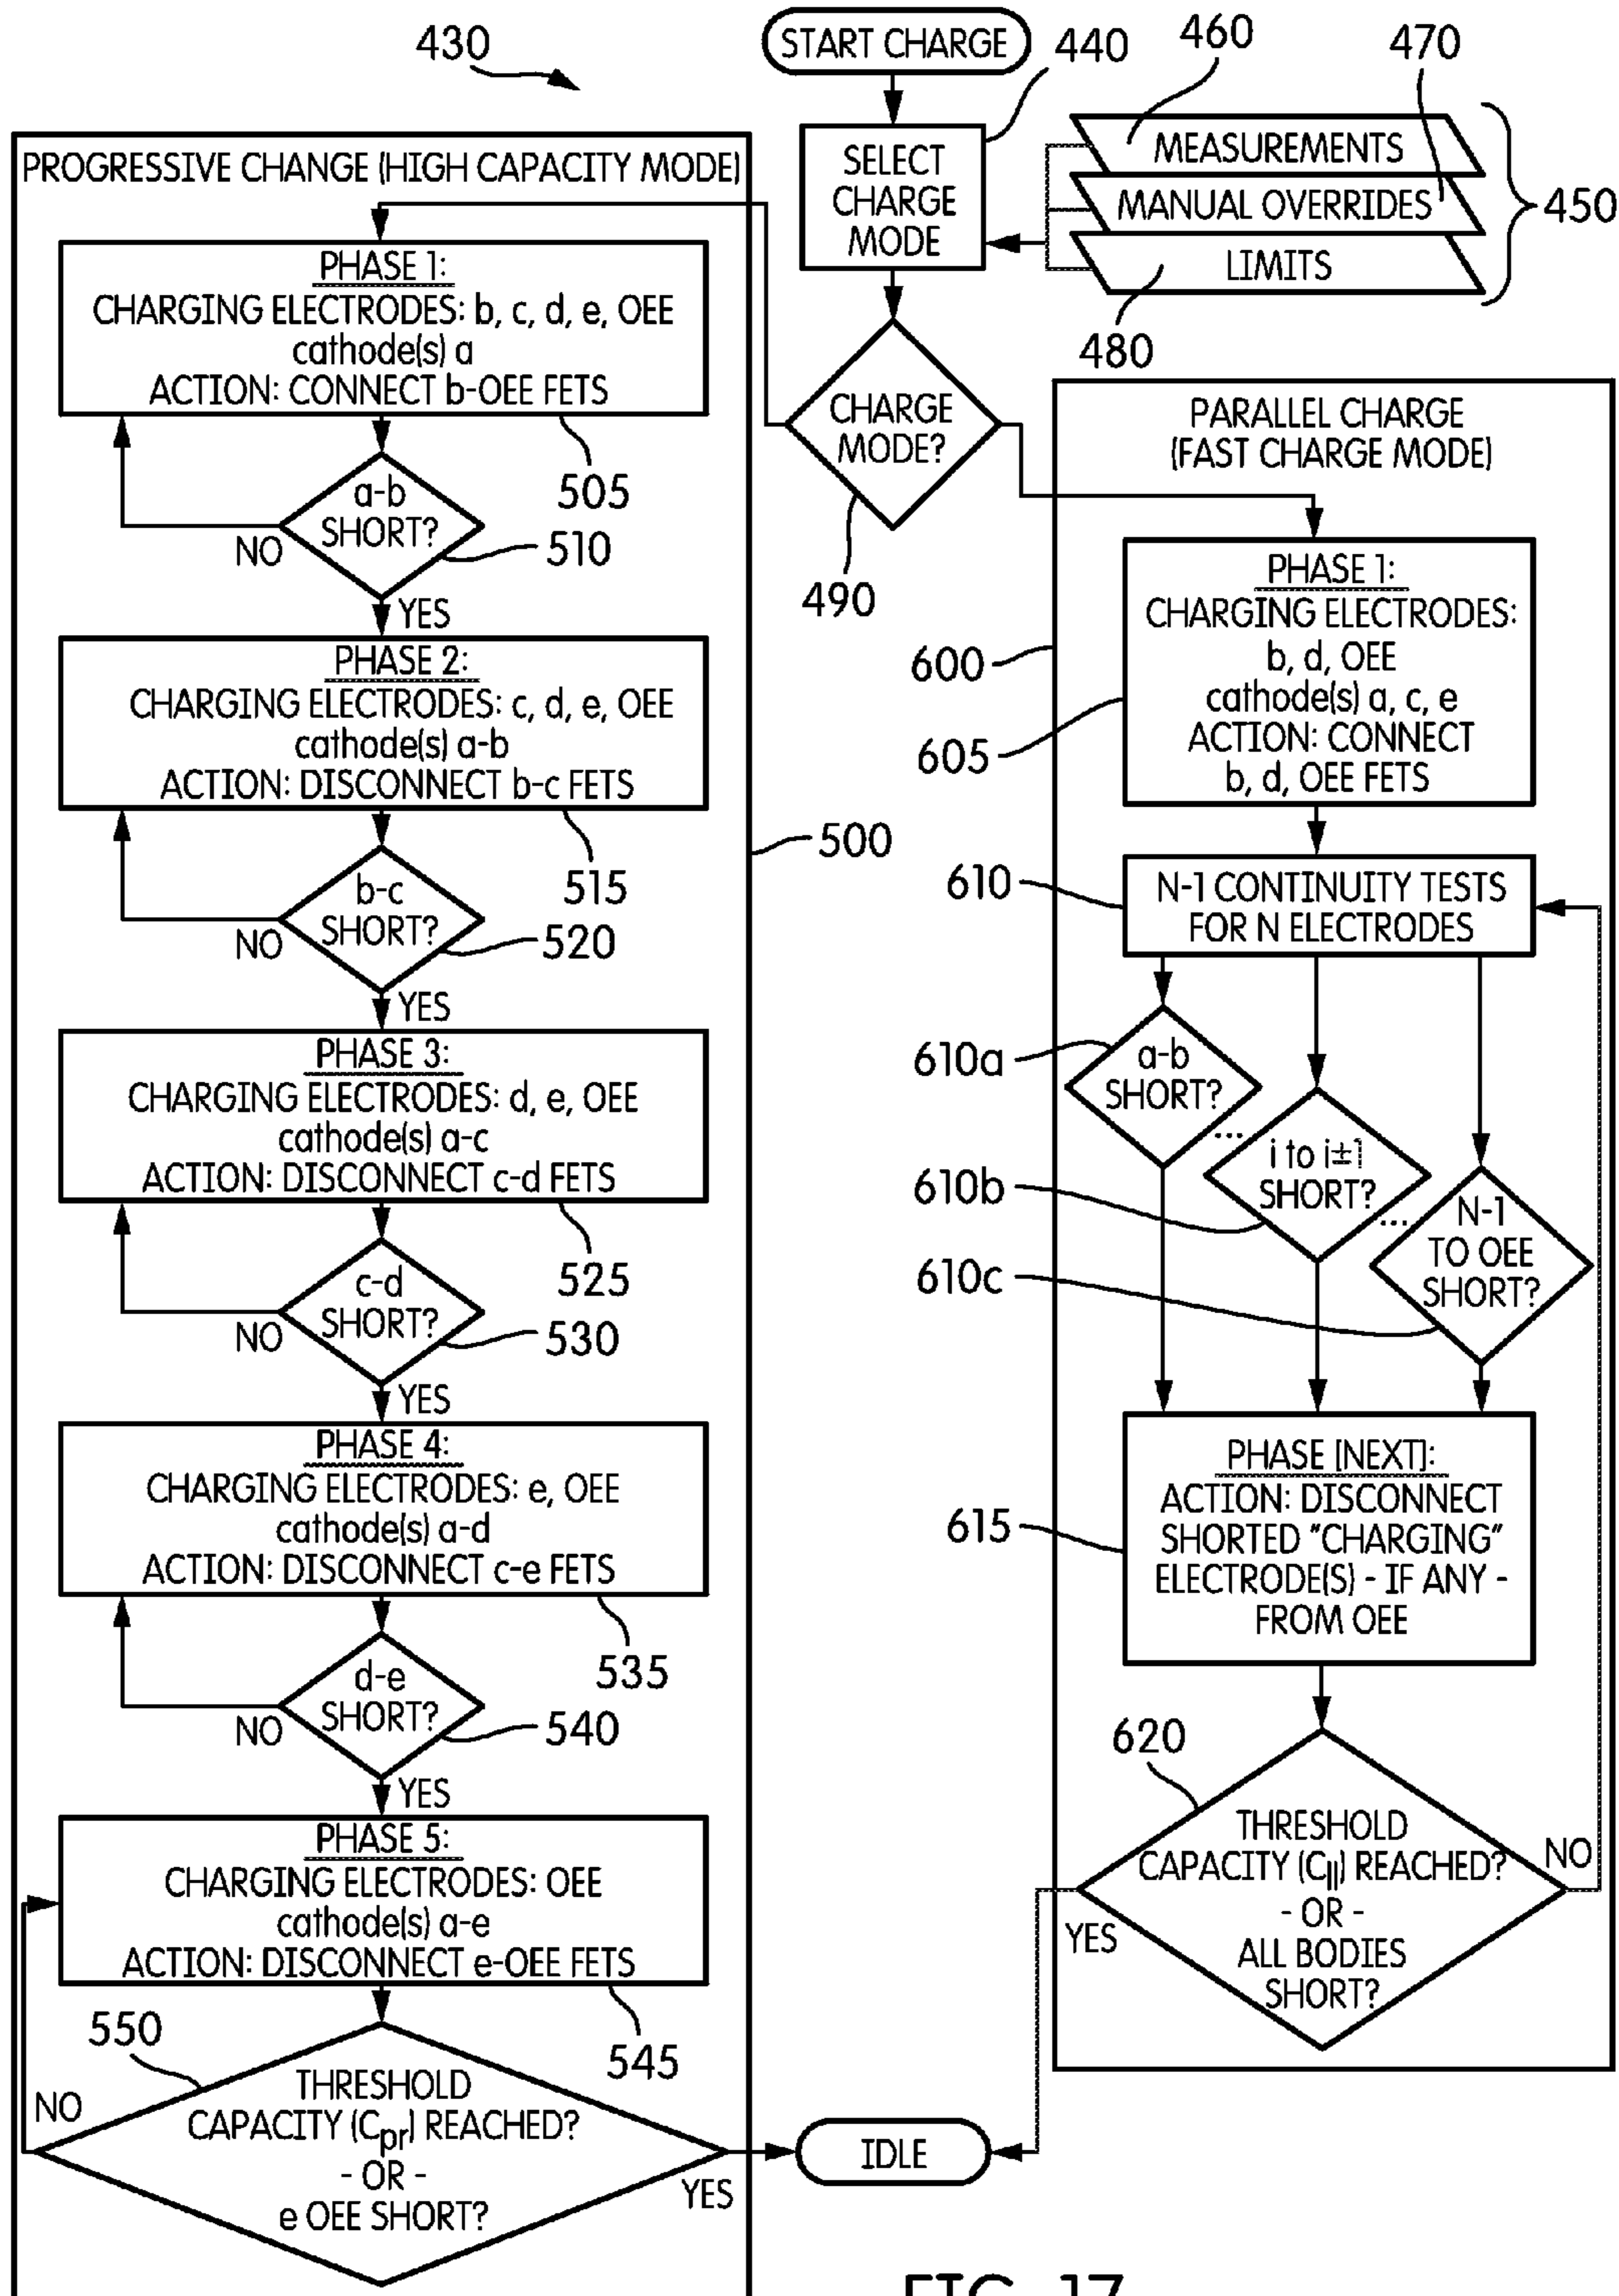 430
START CHARGE
440
460
470
SELECT
CHARGE
MODE
MEASUREMENTS
MANUAL OVERRIDES
LIMITS
450
480
CHARGE
MODE?
490
PROGRESSIVE CHANGE (HIGH CAPACITY MODE)
PHASE 1:
CHARGING ELECTRODES: b, c, d, e, OEE
cathode(s) a
ACTION: CONNECT b-OEE FETS
505
a-b
SHORT?
510
NO
YES
PHASE 2:
CHARGING ELECTRODES: c, d, e, OEE
cathode(s) a-b
ACTION: DISCONNECT b-c FETS
500
515
b-c
SHORT?
520
NO
YES
PHASE 3:
CHARGING ELECTRODES: d, e, OEE
cathode(s) a-c
ACTION: DISCONNECT c-d FETS
525
c-d
SHORT?
530
NO
YES
PHASE 4:
CHARGING ELECTRODES: e, OEE
cathode(s) a-d
ACTION: DISCONNECT c-e FETS
535
d-e
SHORT?
540
NO
YES
PHASE 5:
CHARGING ELECTRODES: OEE
cathode(s) a-e
ACTION: DISCONNECT e-OEE FETS
545
550
THRESHOLD
CAPACITY (Cpr) REACHED?
- OR -
e OEE SHORT?
NO
YES
IDLE
PARALLEL CHARGE
(FAST CHARGE MODE)
600
PHASE 1:
CHARGING ELECTRODES:
b, d, OEE
cathode(s) a, c, e
ACTION: CONNECT
b, d, OEE FETS
605
610
N-1 CONTINUITY TESTS
FOR N ELECTRODES
610a
a-b
SHORT?
...
610b
i to i±1
SHORT?
...
610c
N-1
TO OEE
SHORT?
615
PHASE [NEXT]:
ACTION: DISCONNECT
SHORTED "CHARGING"
ELECTRODE(S) - IF ANY -
FROM OEE
620
THRESHOLD
CAPACITY (C||) REACHED?
- OR -
ALL BODIES
SHORT?
NO
YES
FIG. 17